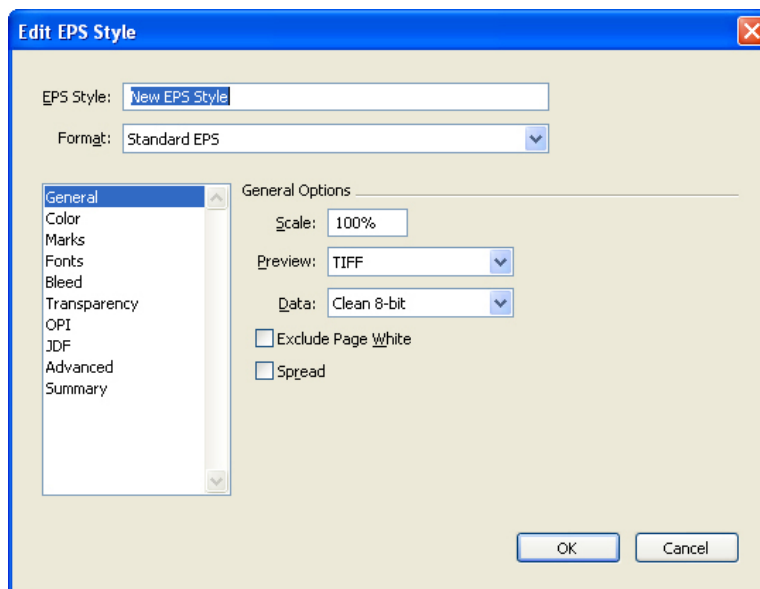 Edit EPS Style
EPS Style: New EPS Style
Format: Standard EPS
General
Color
Marks
Fonts
Bleed
Transparency
OPI
JDF
Advanced
Summary
General Options
Scale: 100%
Preview: TIFF
Data: Clean 8-bit
Exclude Page White
Spread
OK Cancel